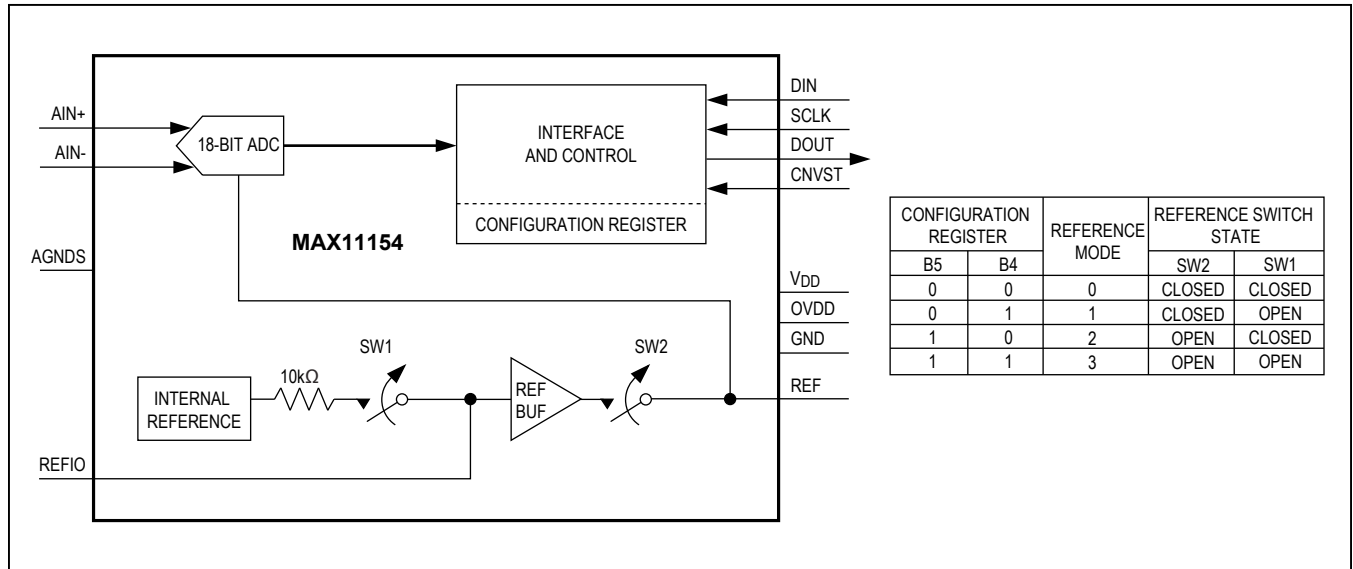 AIN+
AIN-
18-BIT ADC
INTERFACE
AND CONTROL
CONFIGURATION REGISTER
DIN
SCLK
DOUT
CNVST
MAX11154
AGNDS
VDD
OVDD
GND
REF
SW1
SW2
10kΩ
INTERNAL
REFERENCE
REF
BUF
REFIO
CONFIGURATION
REGISTER
REFERENCE
MODE
REFERENCE SWITCH
STATE
B5 B4 SW2 SW1
0 0 0 CLOSED CLOSED
0 1 1 CLOSED OPEN
1 0 2 OPEN CLOSED
1 1 3 OPEN OPEN